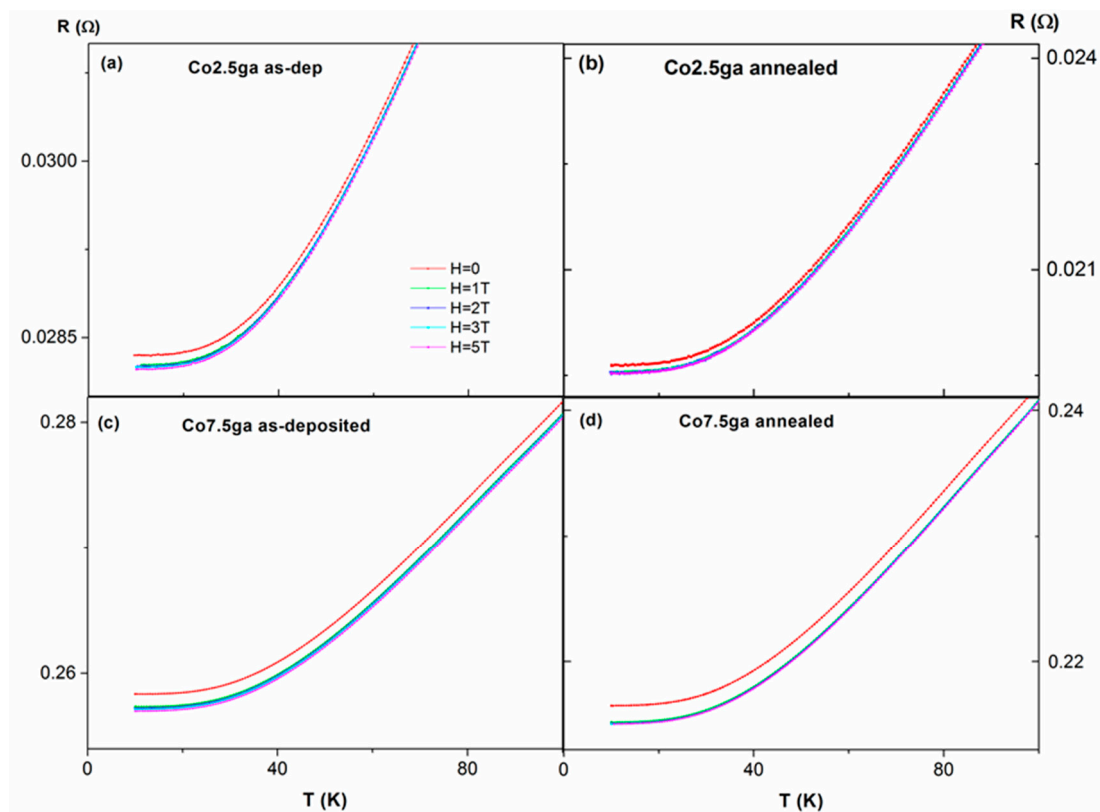 R (Ω)
R (Ω)
(a)
Co2.5ga as-dep
(b)
Co2.5ga annealed
0.024
0.0300
H=0
H=1T
H=2T
H=3T
H=5T
0.021
0.0285
0.28
(c)
Co7.5ga as-deposited
(d)
Co7.5ga annealed
0.24
0.26
0.22
0
40
80
0
40
80
T (K)
T (K)